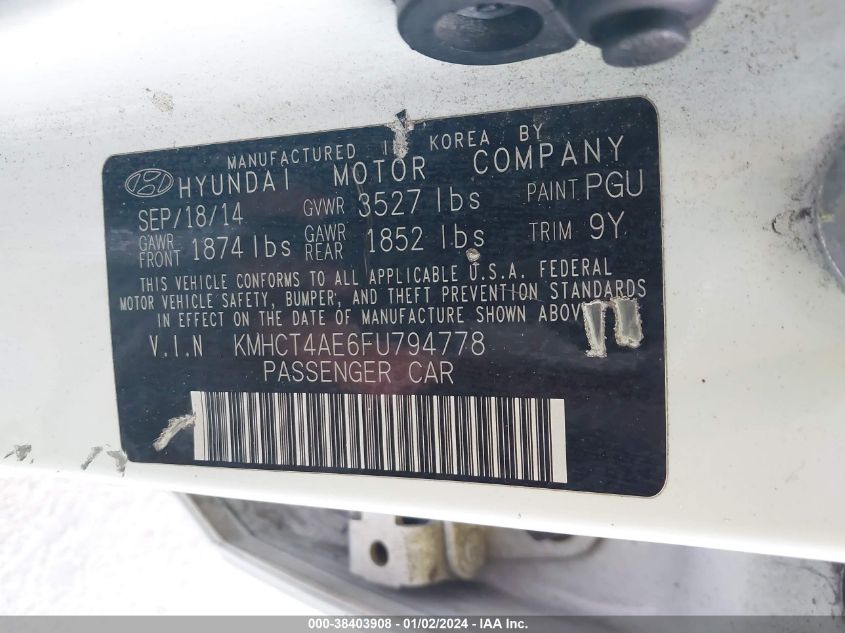 MANUFACTURED IN KOREA BY
HYUNDAI MOTOR COMPANY
SEP/18/14 GVWR 3527 lbs PAINT PGU
GAWR FRONT 1874 lbs GAWR REAR 1852 lbs TRIM 9Y
THIS VEHICLE CONFORMS TO ALL APPLICABLE U.S.A. FEDERAL
MOTOR VEHICLE SAFETY, BUMPER, AND THEFT PREVENTION STANDARDS
IN EFFECT ON THE DATE OF MANUFACTURE SHOWN ABOVE
V.I.N KMHCT4AE6FU794778
PASSENGER CAR
000-38403908 - 01/02/2024 - IAA Inc.